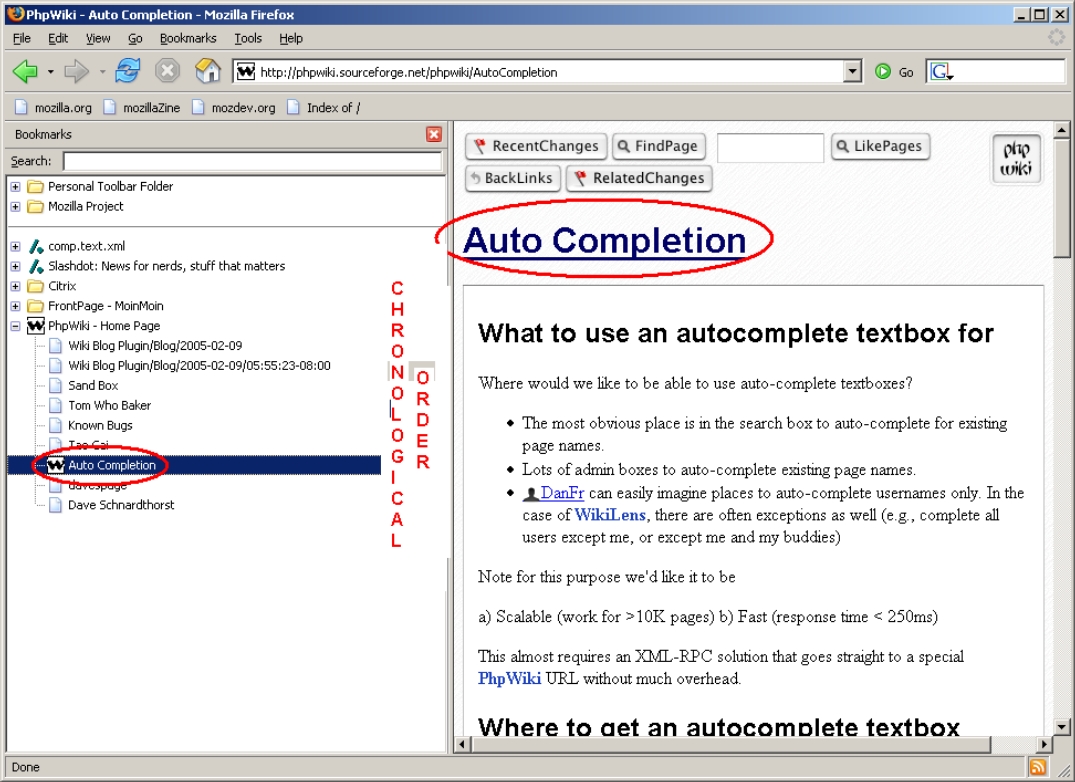 PhpWiki - Auto Completion - Mozilla Firefox
File Edit View Go Bookmarks Tools Help
http://phpwiki.sourceforge.net/phpwiki/AutoCompletion Go G
mozilla.org mozillaZine mozdev.org Index of /
Bookmarks
Search:
Personal Toolbar Folder
Mozilla Project
comp.text.xml
Slashdot: News for nerds, stuff that matters
Citrix
FrontPage - MoinMoin
PhpWiki - Home Page
Wiki Blog Plugin/Blog/2005-02-09
Wiki Blog Plugin/Blog/2005-02-09/05:55:23-08:00
Sand Box
Tom Who Baker
Known Bugs
Tao Cai
Auto Completion
davespage
Dave Schnardthorst
CHRONOLOGICAL
ORDER
RecentChanges FindPage LikePages
BackLinks RelatedChanges
php
wiki
Auto Completion
What to use an autocomplete textbox for
Where would we like to be able to use auto-complete textboxes?
The most obvious place is in the search box to auto-complete for existing
page names.
Lots of admin boxes to auto-complete existing page names.
DanFr can easily imagine places to auto-complete usernames only. In the
case of WikiLens, there are often exceptions as well (e.g., complete all
users except me, or except me and my buddies)
Note for this purpose we'd like it to be
a) Scalable (work for >10K pages) b) Fast (response time < 250ms)
This almost requires an XML-RPC solution that goes straight to a special
PhpWiki URL without much overhead.
Where to get an autocomplete textbox
Done